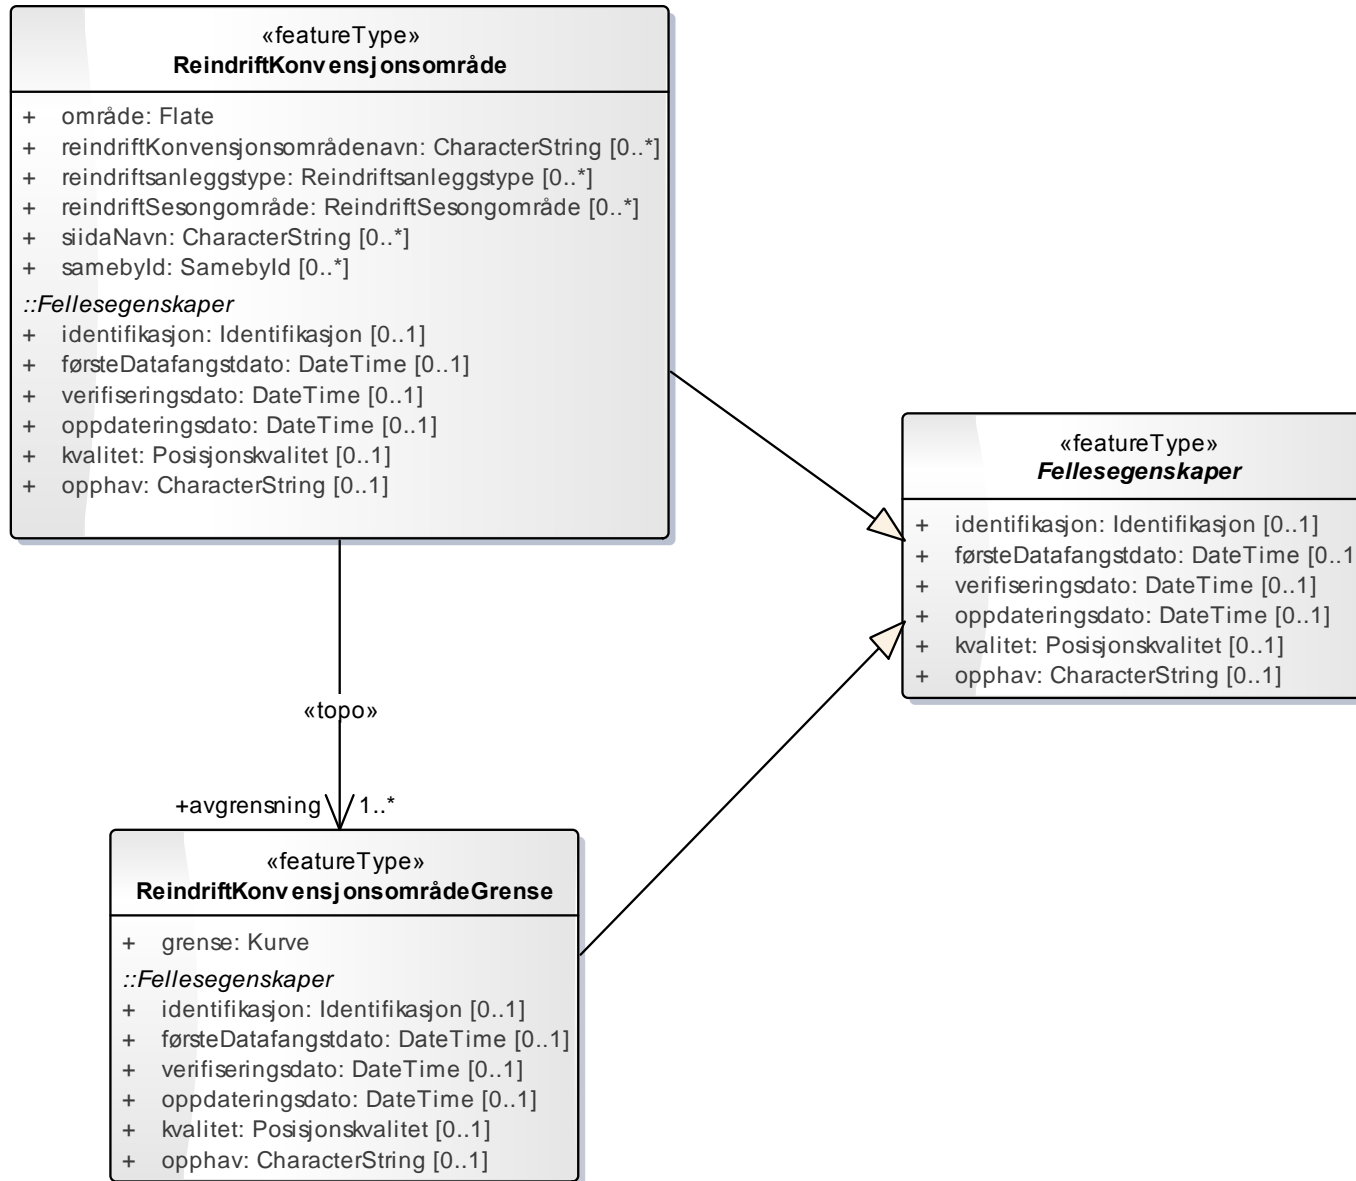 «featureType»
ReindriftKonvensjonsområde
+ område: Flate
+ reindriftKonvensjonsområdenavn: CharacterString [0..*]
+ reindriftsanleggstype: Reindriftsanleggstype [0..*]
+ reindriftSesongområde: ReindriftSesongområde [0..*]
+ siidaNavn: CharacterString [0..*]
+ samebyId: SamebyId [0..*]
::Fellesegenskaper
+ identifikasjon: Identifikasjon [0..1]
+ førsteDatafangstdato: DateTime [0..1]
+ verifiseringsdato: DateTime [0..1]
+ oppdateringsdato: DateTime [0..1]
+ kvalitet: Posisjonskvalitet [0..1]
+ opphav: CharacterString [0..1]
«featureType»
Fellesegenskaper
+ identifikasjon: Identifikasjon [0..1]
+ førsteDatafangstdato: DateTime [0..1
+ verifiseringsdato: DateTime [0..1]
+ oppdateringsdato: DateTime [0..1]
+ kvalitet: Posisjonskvalitet [0..1]
+ opphav: CharacterString [0..1]
«topo»
+avgrensning 1..*
«featureType»
ReindriftKonvensjonsområdeGrense
+ grense: Kurve
::Fellesegenskaper
+ identifikasjon: Identifikasjon [0..1]
+ førsteDatafangstdato: DateTime [0..1]
+ verifiseringsdato: DateTime [0..1]
+ oppdateringsdato: DateTime [0..1]
+ kvalitet: Posisjonskvalitet [0..1]
+ opphav: CharacterString [0..1]